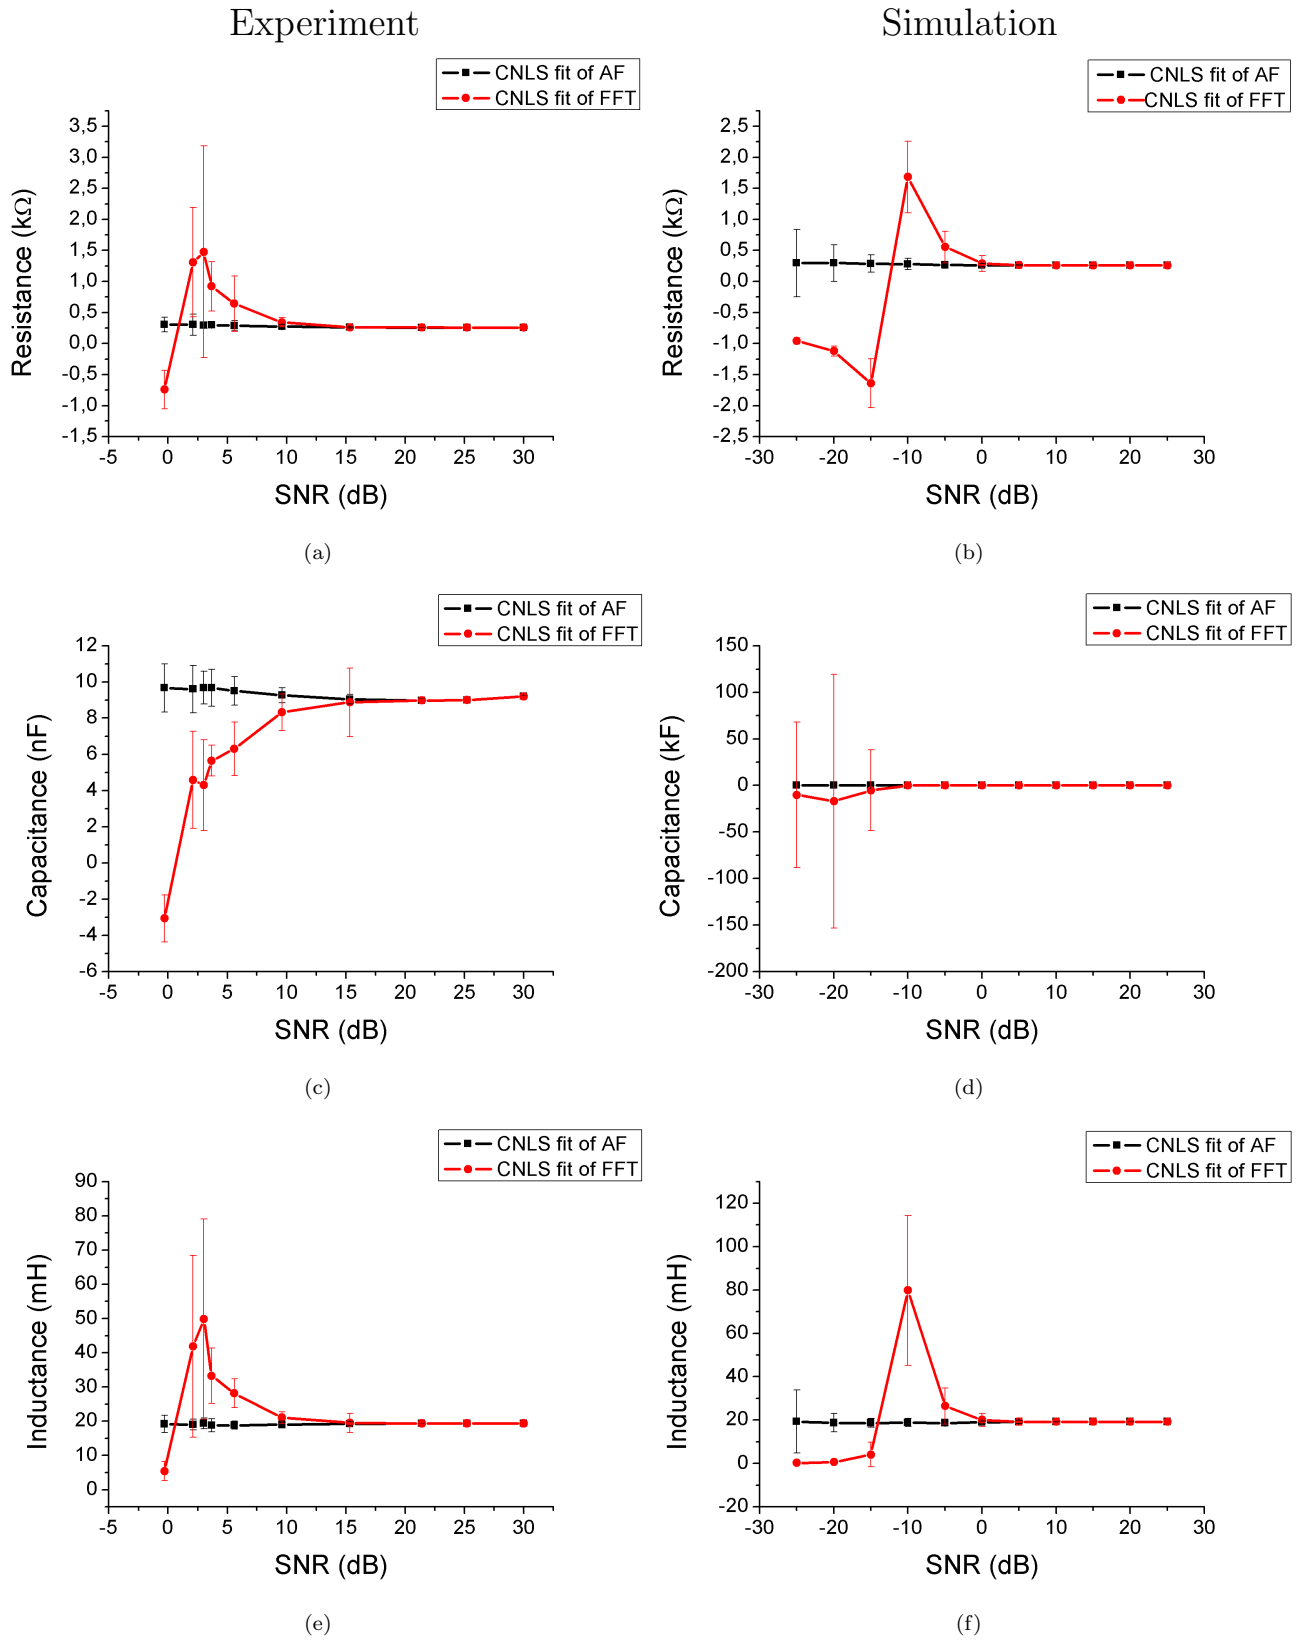 Experiment
Simulation
CNLS fit of AF
CNLS fit of FFT
3,5
3,0
2,5
2,0
1,5
1,0
0,5
0,0
-0,5
-1,0
-1,5
Resistance (kΩ)
-5 0 5 10 15 20 25 30
SNR (dB)
(a)
CNLS fit of AF
CNLS fit of FFT
2,5
2,0
1,5
1,0
0,5
0,0
-0,5
-1,0
-1,5
-2,0
-2,5
Resistance (kΩ)
-30 -20 -10 0 10 20 30
SNR (dB)
(b)
CNLS fit of AF
CNLS fit of FFT
12
10
8
6
4
2
0
-2
-4
-6
Capacitance (nF)
-5 0 5 10 15 20 25 30
SNR (dB)
(c)
CNLS fit of AF
CNLS fit of FFT
150
100
50
0
-50
-100
-150
-200
Capacitance (kF)
-30 -20 -10 0 10 20 30
SNR (dB)
(d)
CNLS fit of AF
CNLS fit of FFT
90
80
70
60
50
40
30
20
10
0
Inductance (mH)
-5 0 5 10 15 20 25 30
SNR (dB)
(e)
CNLS fit of AF
CNLS fit of FFT
120
100
80
60
40
20
0
-20
Inductance (mH)
-30 -20 -10 0 10 20 30
SNR (dB)
(f)